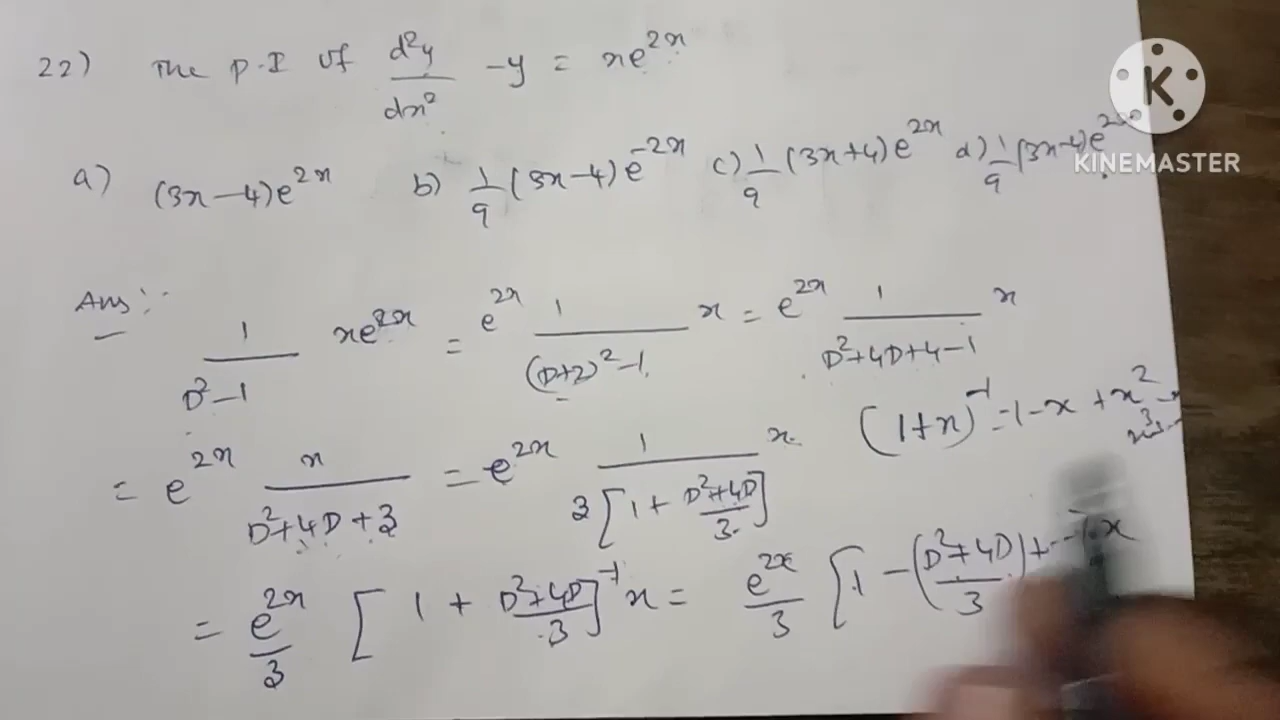 22) The P.I of d²y/dx² - y = xe^2x
a) (3x-4)e^2x b) 1/9 (3x-4)e^-2x c) 1/9 (3x+4)e^2x d) 1/9 (3x-4)e^2x
KINEMASTER
Ans:- 1/(D²-1) xe^2x = e^2x 1/((D+2)²-1) x = e^2x 1/(D²+4D+4-1) x
(1+x)^-1 = 1-x+x²-x³...
= e^2x x/(D²+4D+3) = e^2x 1/(3[1+(D²+4D)/3]) x
= e^2x/3 [1+(D²+4D)/3]^-1 x = e^2x/3 [1-((D²+4D)/3)+--] x